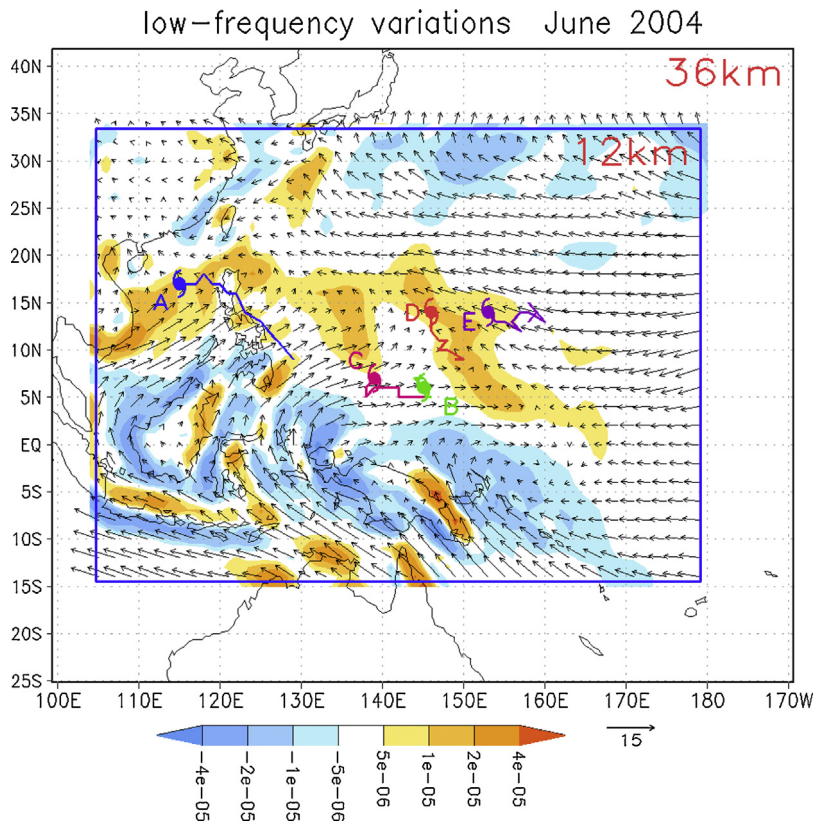 low-frequency variations June 2004
40N
36km
35N
12km
30N
25N
20N
15N
A
D
E
10N
C
5N
B
EQ
5S
10S
15S
20S
25S
100E 110E 120E 130E 140E 150E 160E 170E 180 170W
-4e-05 -2e-05 -1e-05 -5e-06 5e-06 1e-05 2e-05 4e-05
15